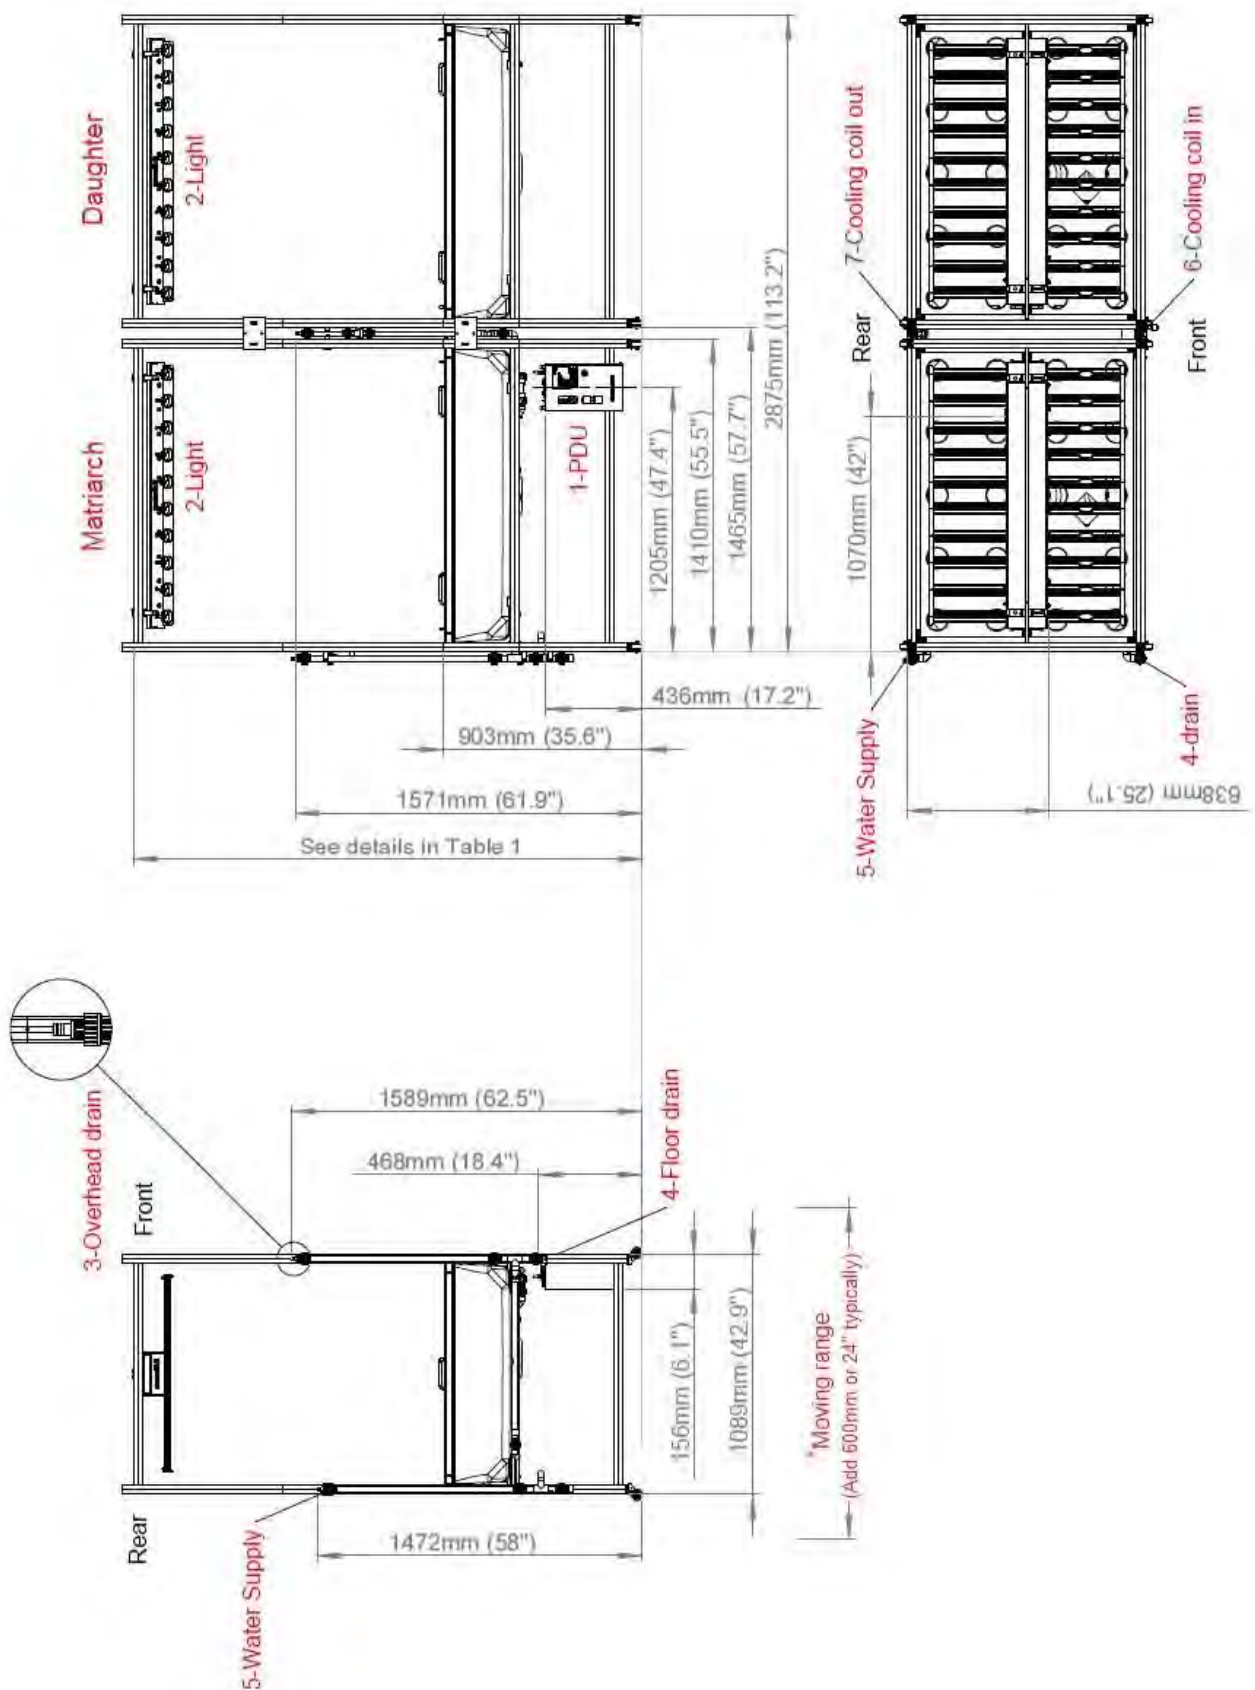 Matriarch
Daughter
2-Light
2-Light
1-PDU
1205mm (47.4")
1410mm (55.5")
1465mm (57.7")
2875mm (113.2")
436mm (17.2")
903mm (35.6")
1571mm (61.9")
See details in Table 1
7-Cooling coil out
Rear
1070mm (42")
Front
6-Cooling coil in
5-Water Supply
4-drain
638mm (25.1")
3-Overhead drain
Rear
Front
1589mm (62.5")
468mm (18.4")
4-Floor drain
5-Water Supply
1472mm (58")
156mm (6.1")
1089mm (42.9")
*Moving range
(Add 600mm or 24" typically)